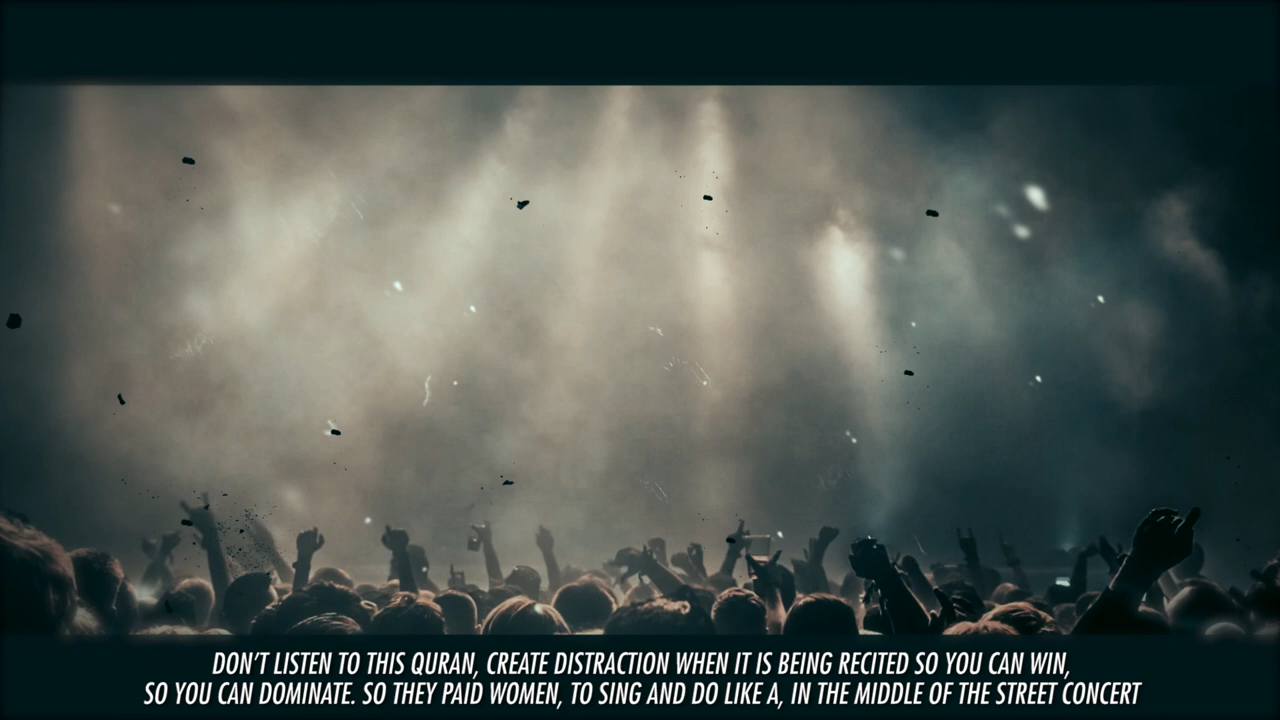 DON'T LISTEN TO THIS QURAN, CREATE DISTRACTION WHEN IT IS BEING RECITED SO YOU CAN WIN,
SO YOU CAN DOMINATE. SO THEY PAID WOMEN, TO SING AND DO LIKE A, IN THE MIDDLE OF THE STREET CONCERT